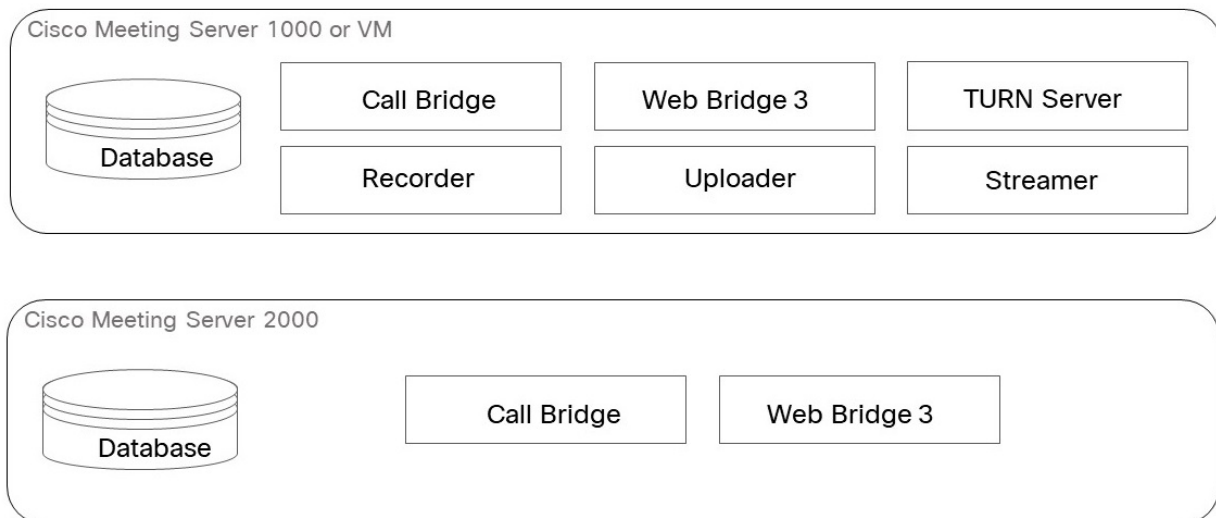 Cisco Meeting Server 1000 or VM
Call Bridge
Web Bridge 3
TURN Server
Database
Recorder
Uploader
Streamer
Cisco Meeting Server 2000
Call Bridge
Web Bridge 3
Database